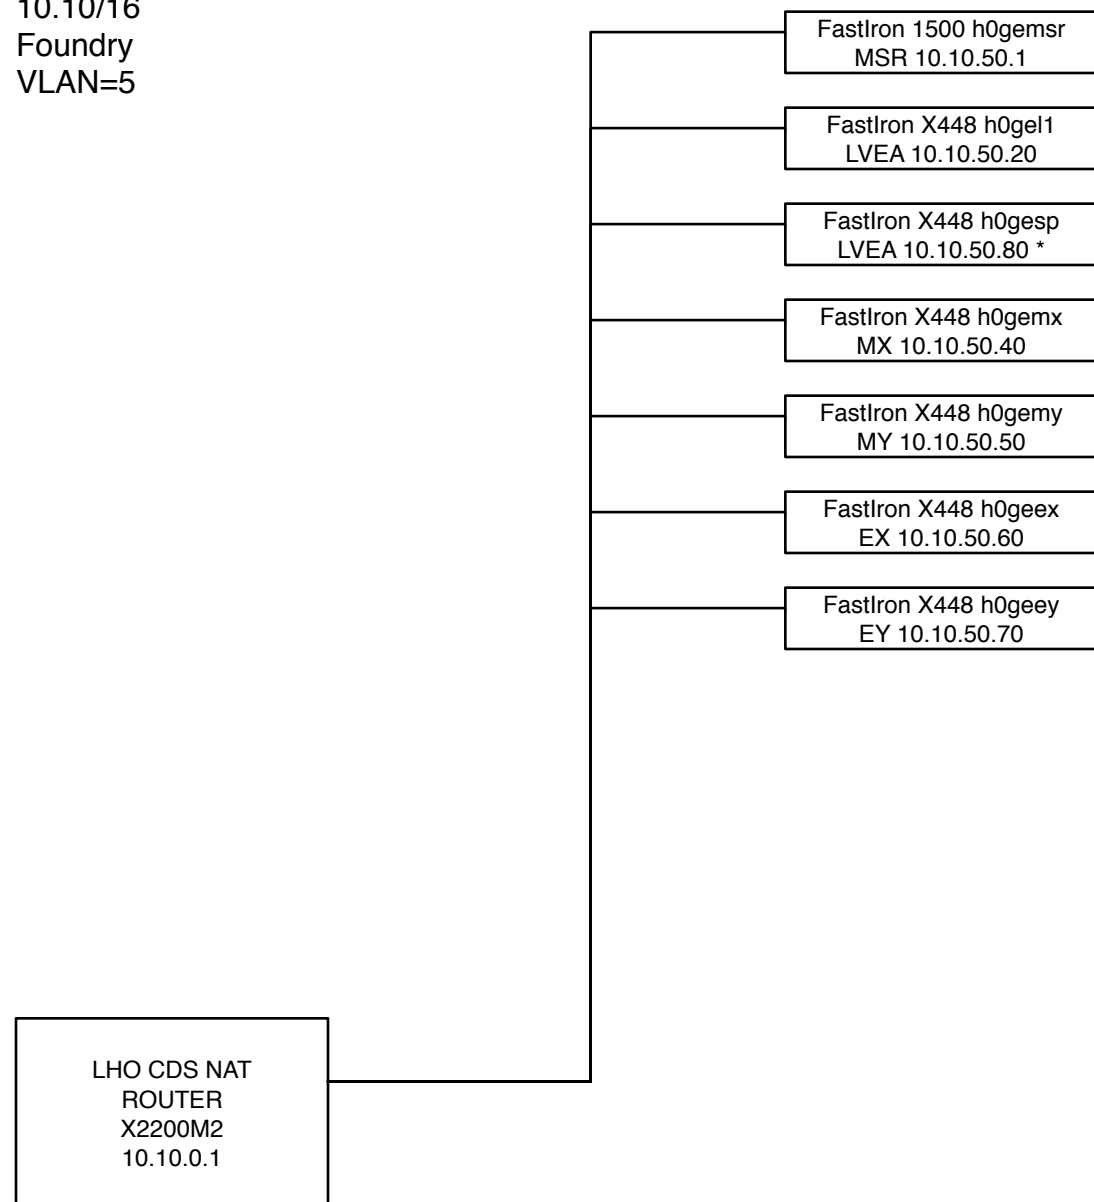 10.10/16
Foundry
VLAN=5
FastIron 1500 h0gemsr
MSR 10.10.50.1
FastIron X448 h0gel1
LVEA 10.10.50.20
FastIron X448 h0gesp
LVEA 10.10.50.80 *
FastIron X448 h0gemx
MX 10.10.50.40
FastIron X448 h0gemy
MY 10.10.50.50
FastIron X448 h0geex
EX 10.10.50.60
FastIron X448 h0geey
EY 10.10.50.70
LHO CDS NAT
ROUTER
X2200M2
10.10.0.1